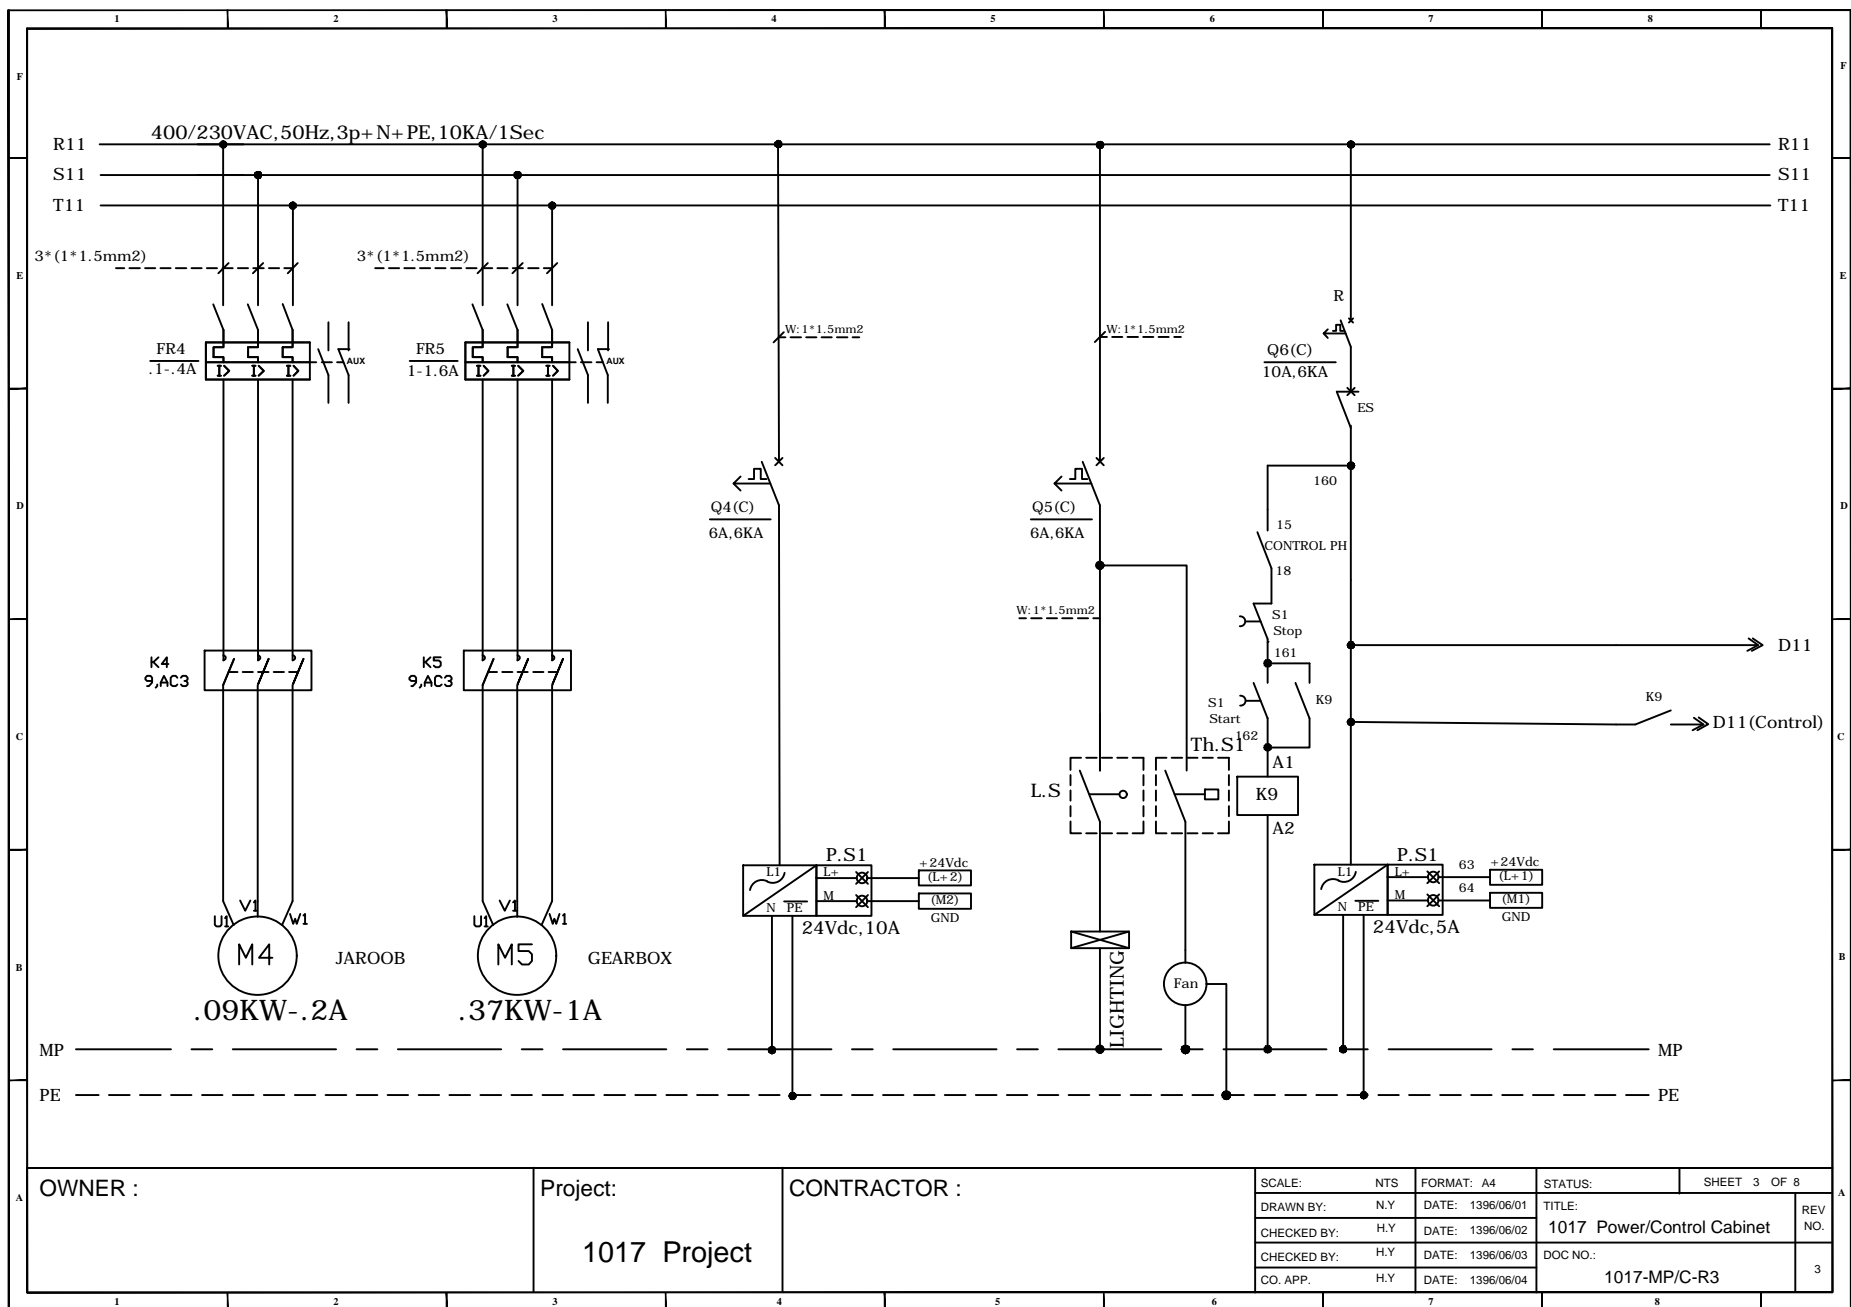 1 2 3 4 5 6 7 8
F F
400/230VAC,50Hz,3p+N+PE,10KA/1Sec
R11 R11
S11 S11
T11 T11
3*(1*1.5mm2) 3*(1*1.5mm2)
E E
R
W:1*1.5mm2 W:1*1.5mm2
FR4 AUX FR5 AUX Q6(C)
.1-.4A I> I> I> 1-1.6A I> I> I> 10A,6KA
ES
160
D D
Q4(C) Q5(C)
6A,6KA 6A,6KA
15
CONTROL PH
18
W:1*1.5mm2
S1
Stop
D11
161
K4 K5
9,AC3 9,AC3
S1 K9 K9
Start D11(Control)
162
C C
Th.S1
A1
L.S K9
A2
P.S1 P.S1
L1 L+ +24Vdc L1 L+ 63 +24Vdc
(L+2) (L+1)
N PE M (M2) N PE M 64 (M1)
GND GND
24Vdc,10A 24Vdc,5A
U1 V1 W1 U1 V1 W1
M4 JAROOB M5 GEARBOX
B B
LIGHTING
Fan
.09KW-.2A .37KW-1A
MP MP
PE PE
A A
OWNER :
Project:
1017 Project
CONTRACTOR :
SCALE: NTS FORMAT: A4 STATUS: SHEET 3 OF 8
DRAWN BY: N.Y DATE: 1396/06/01 TITLE:
1017 Power/Control Cabinet
REV
NO.
CHECKED BY: H.Y DATE: 1396/06/02
CHECKED BY: H.Y DATE: 1396/06/03 DOC NO.:
1017-MP/C-R3
3
CO. APP. H.Y DATE: 1396/06/04
1 2 3 4 5 6 7 8